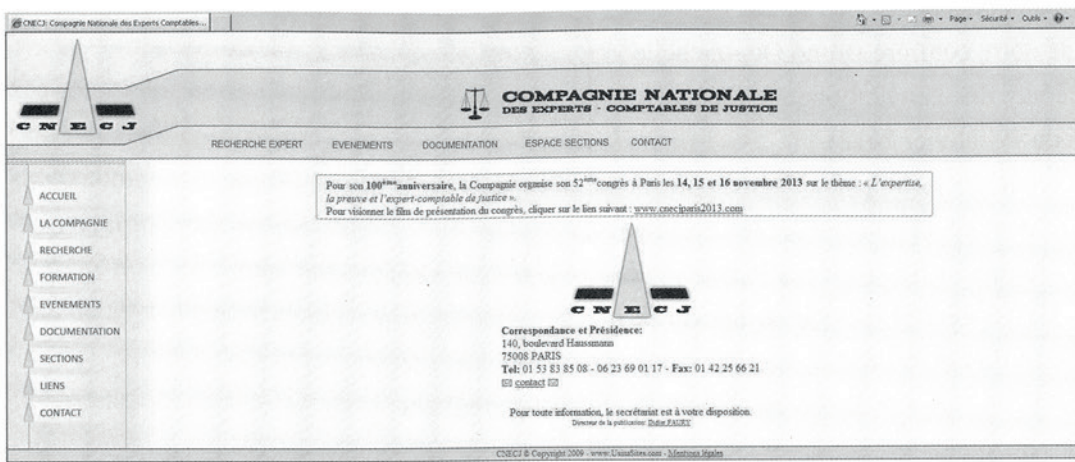 CNECJ: Compagnie Nationale des Experts Comptables...
Page Sécurité Outils
COMPAGNIE NATIONALE
DES EXPERTS - COMPTABLES DE JUSTICE
CNECJ
RECHERCHE EXPERT EVENEMENTS DOCUMENTATION ESPACE SECTIONS CONTACT
ACCUEIL
LA COMPAGNIE
RECHERCHE
FORMATION
EVENEMENTS
DOCUMENTATION
SECTIONS
LIENS
CONTACT
Pour son 100ème anniversaire, la Compagnie organise son 52ème congrès à Paris les 14, 15 et 16 novembre 2013 sur le thème : « L'expertise,
la preuve et l'expert-comptable de justice ».
Pour visionner le film de présentation du congrès, cliquer sur le lien suivant : www.cnecjparis2013.com
CNECJ
Correspondance et Présidence:
140, boulevard Haussmann
75008 PARIS
Tel: 01 53 83 85 08 - 06 23 69 01 17 - Fax: 01 42 25 66 21
contact
Pour toute information, le secrétariat est à votre disposition.
Directeur de la publication: Didier FAURY
CNECJ © Copyright 2009 - www.UnimSites.com - Mentions légales